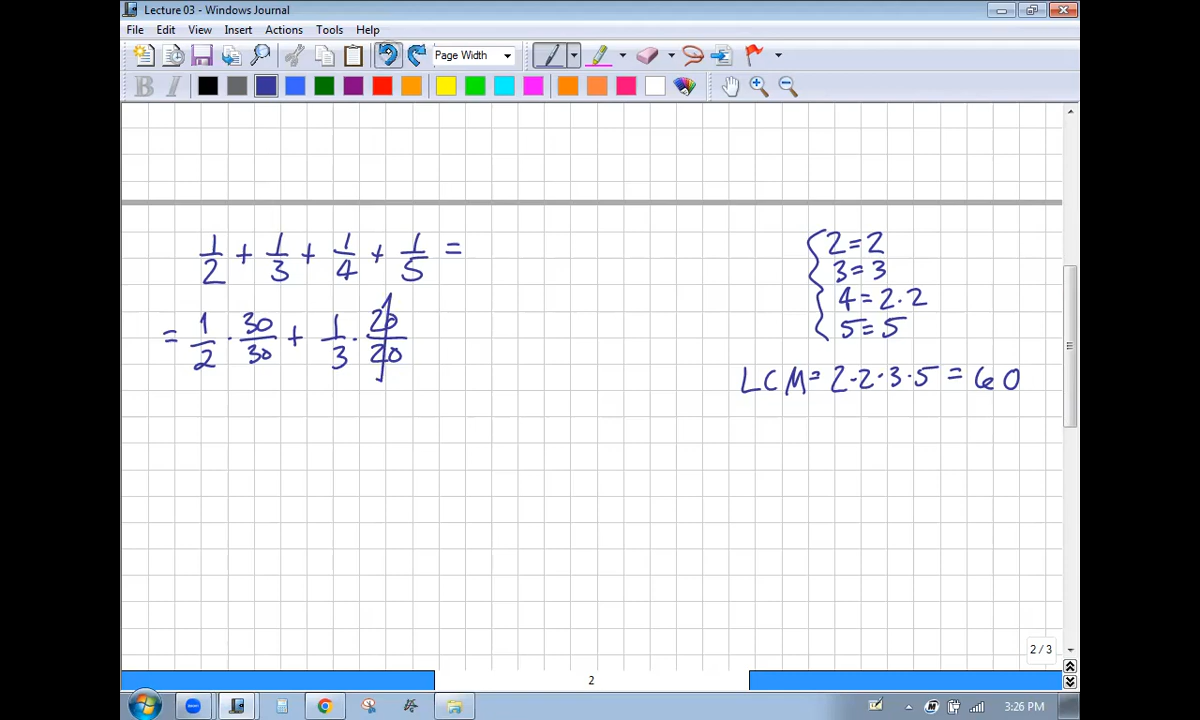 Lecture 03 - Windows Journal
File Edit View Insert Actions Tools Help
Page Width
B I
1/2 + 1/3 + 1/4 + 1/5 =
= 1/2 · 30/30 + 1/3 · 20/20
2 = 2
3 = 3
4 = 2·2
5 = 5
LCM = 2·2·3·5 = 60
2 / 3
2
3:26 PM